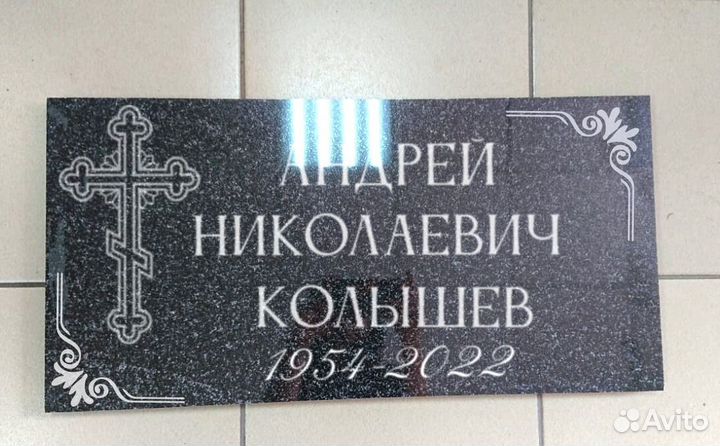 АНДРЕЙ
НИКОЛАЕВИЧ
КОЛЫШЕВ
1954-2022
Avito